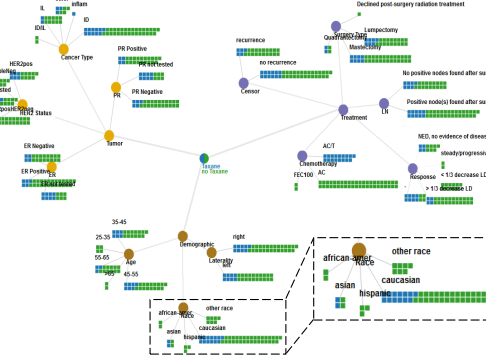 Declined post-surgery radiation treatment
inflam
IL
ID
ID/IL
Cancer Type
Surgery Type
Lumpectomy
Quadrantectomy
Mastectomy
recurrence
no recurrence
Censor
PR Positive
PR not tested
PR Negative
PR
HER2pos
HER2 Status
No positive nodes found after su
Positive node(s) found after su
LN
Treatment
Tumor
ER Negative
ER Positive
ER
ER not tested
Taxane
no Taxane
AC/T
Chemotherapy
FEC100
AC
NED, no evidence of diseas
steady/progressi
Response
< 1/3 decrease LD
> 1/3 decrease LD
35-45
25-35
55-65
Age
>65
45-55
Demographic
right
Laterality
left
african-amer
Race
other race
asian
caucasian
hispanic
african-amer
Race
other race
asian
caucasian
hispanic